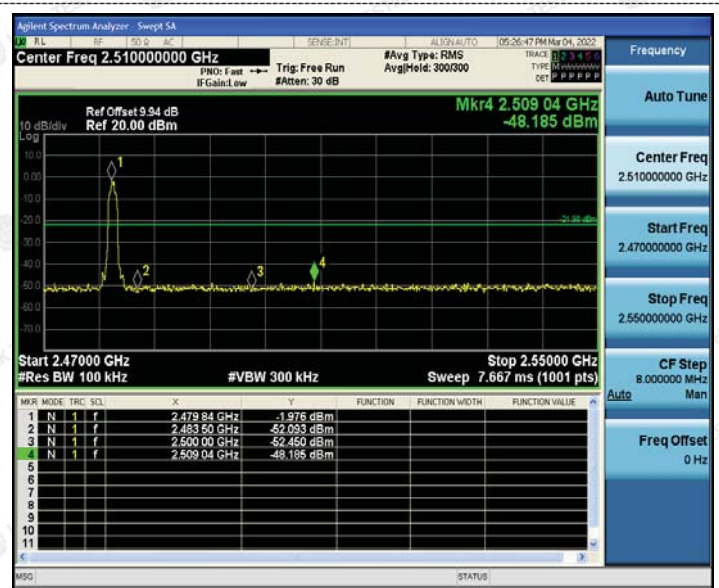 Agilent Spectrum Analyzer - Swept SA
RL RF 50 Ω AC SENSE:INT ALIGN AUTO 05:26:47 PM Mar 04, 2022
Center Freq 2.510000000 GHz
PNO: Fast
IFGain:Low
Trig: Free Run
#Atten: 30 dB
#Avg Type: RMS
Avg|Hold: 300/300
TRACE 1 2 3 4 5 6
TYPE M
DET P P P P P P
Mkr4 2.509 04 GHz
-48.185 dBm
Ref Offset 9.94 dB
Ref 20.00 dBm
10 dB/div
Log
10.0
0.00
-10.0
-20.0
-30.0
-40.0
-50.0
-60.0
-70.0
1
2
3
4
-21.98 dBm
Start 2.47000 GHz Stop 2.55000 GHz
#Res BW 100 kHz #VBW 300 kHz Sweep 7.667 ms (1001 pts)
MKR MODE TRC SCL X Y FUNCTION FUNCTION WIDTH FUNCTION VALUE
1 N 1 f 2.479 84 GHz -1.976 dBm
2 N 1 f 2.483 50 GHz -52.093 dBm
3 N 1 f 2.500 00 GHz -52.450 dBm
4 N 1 f 2.509 04 GHz -48.185 dBm
5
6
7
8
9
10
11
MSG STATUS
Frequency
Auto Tune
Center Freq
2.510000000 GHz
Start Freq
2.470000000 GHz
Stop Freq
2.550000000 GHz
CF Step
8.000000 MHz
Auto Man
Freq Offset
0 Hz